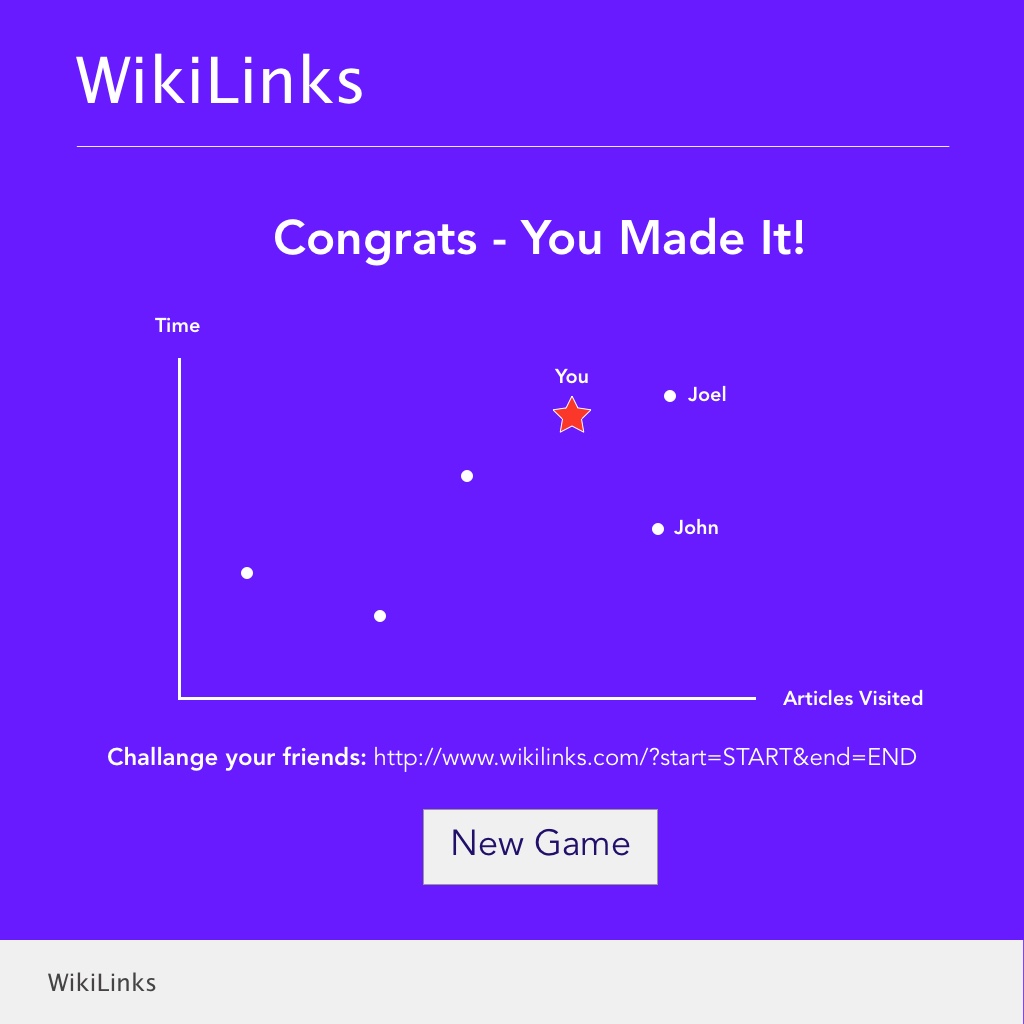 WikiLinks
Congrats - You Made It!
Time
You
Joel
John
Articles Visited
Challange your friends: http://www.wikilinks.com/?start=START&end=END
New Game
WikiLinks